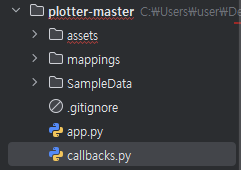 plotter-master C:₩Users₩user₩De
assets
mappings
SampleData
.gitignore
app.py
callbacks.py